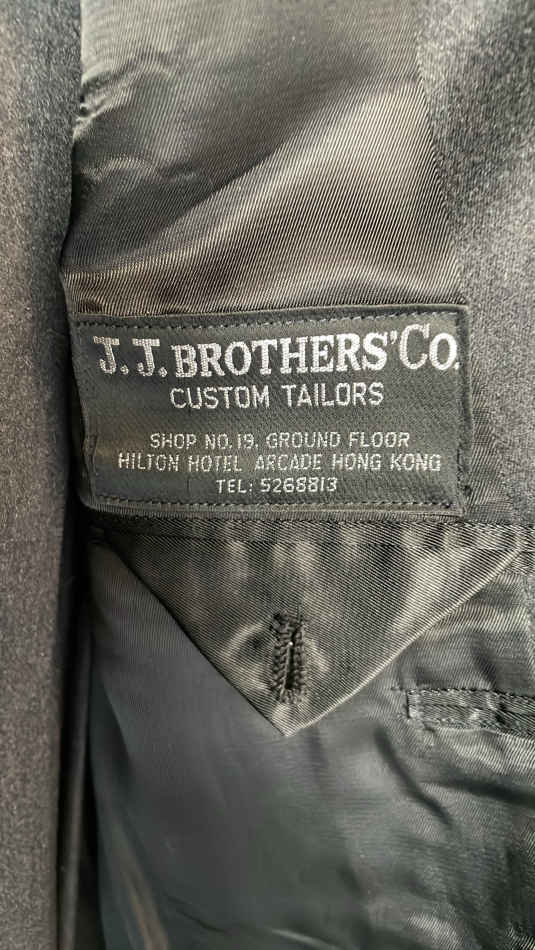 J.J. BROTHERS' CO.
CUSTOM TAILORS
SHOP NO. 19, GROUND FLOOR
HILTON HOTEL ARCADE HONG KONG
TEL: 5268813